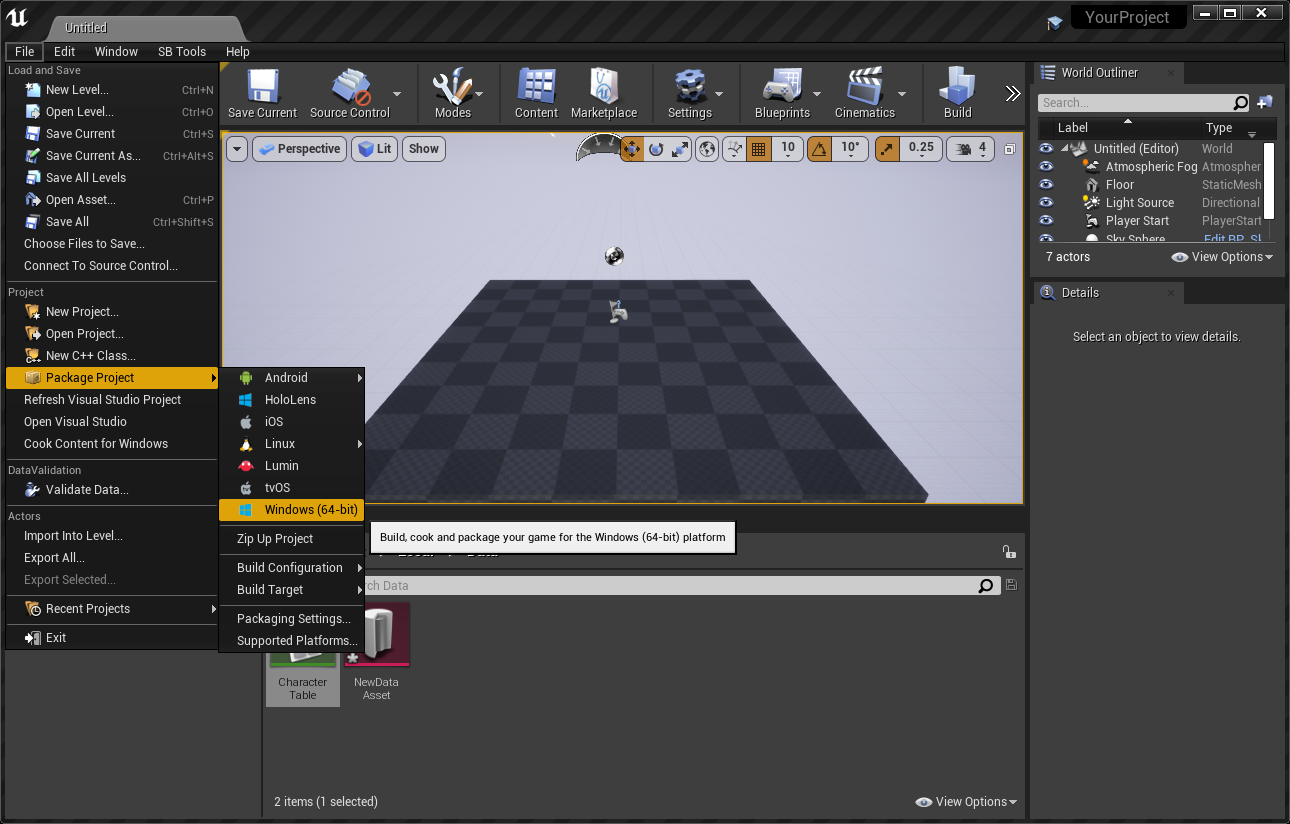 Untitled
YourProject
File Edit Window SB Tools Help
Load and Save
New Level... Ctrl+N
Open Level... Ctrl+O
Save Current Ctrl+S
Save Current As... Ctrl+Alt+S
Save All Levels
Open Asset... Ctrl+P
Save All Ctrl+Shift+S
Choose Files to Save...
Connect To Source Control...
Project
New Project...
Open Project...
New C++ Class...
Package Project
Refresh Visual Studio Project
Open Visual Studio
Cook Content for Windows
DataValidation
Validate Data...
Actors
Import Into Level...
Export All...
Export Selected...
Recent Projects
Exit
Android
HoloLens
iOS
Linux
Lumin
tvOS
Windows (64-bit)
Zip Up Project
Build Configuration
Build Target
Packaging Settings...
Supported Platforms...
Build, cook and package your game for the Windows (64-bit) platform
Save Current Source Control Modes Content Marketplace Settings Blueprints Cinematics Build
Perspective Lit Show 10 10° 0.25 4
Data
Character
Table
NewData
Asset
2 items (1 selected)
View Options
World Outliner
Search...
Label Type
Untitled (Editor) World
Atmospheric Fog Atmospher
Floor StaticMesh
Light Source Directional
Player Start PlayerStart
Sky Sphere Edit BP_Sl
7 actors
View Options
Details
Select an object to view details.